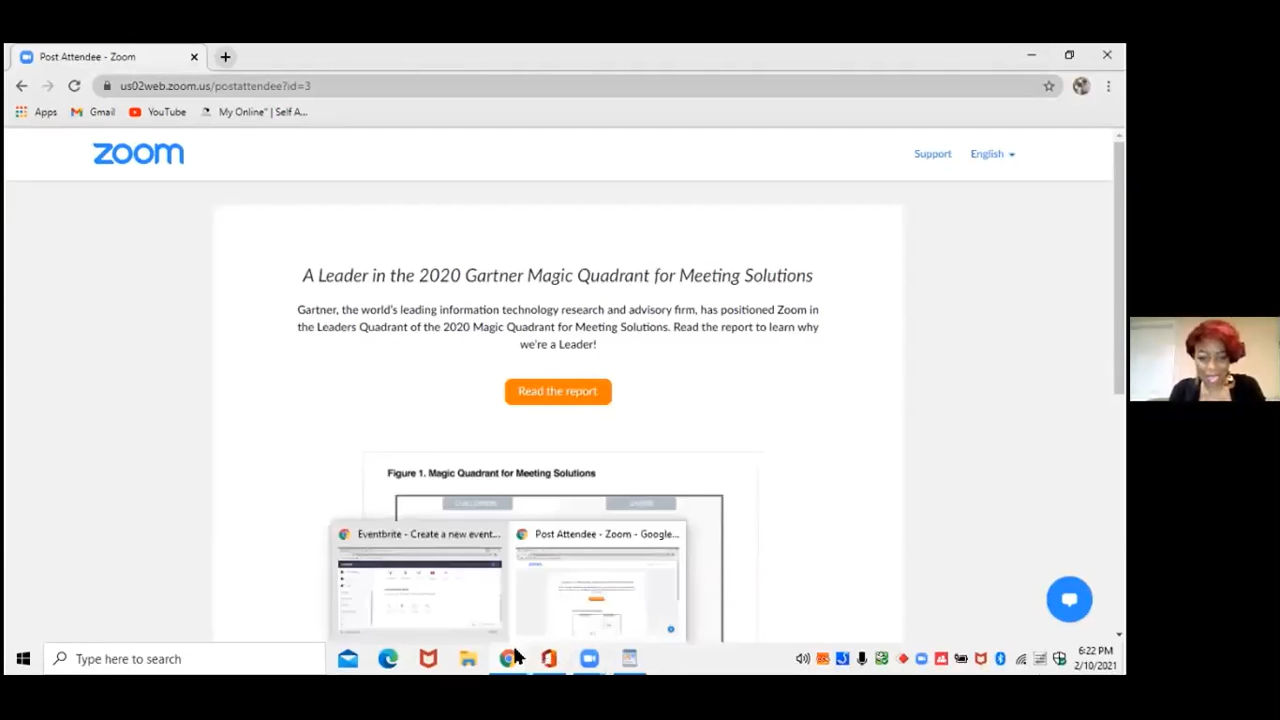 Post Attendee - Zoom
us02web.zoom.us/postattendee?id=3
Apps Gmail YouTube My Online" | Self A...
zoom
Support English
A Leader in the 2020 Gartner Magic Quadrant for Meeting Solutions
Gartner, the world's leading information technology research and advisory firm, has positioned Zoom in
the Leaders Quadrant of the 2020 Magic Quadrant for Meeting Solutions. Read the report to learn why
we're a Leader!
Read the report
Figure 1. Magic Quadrant for Meeting Solutions
Eventbrite - Create a new event... Post Attendee - Zoom - Google...
Type here to search
6:22 PM
2/10/2021